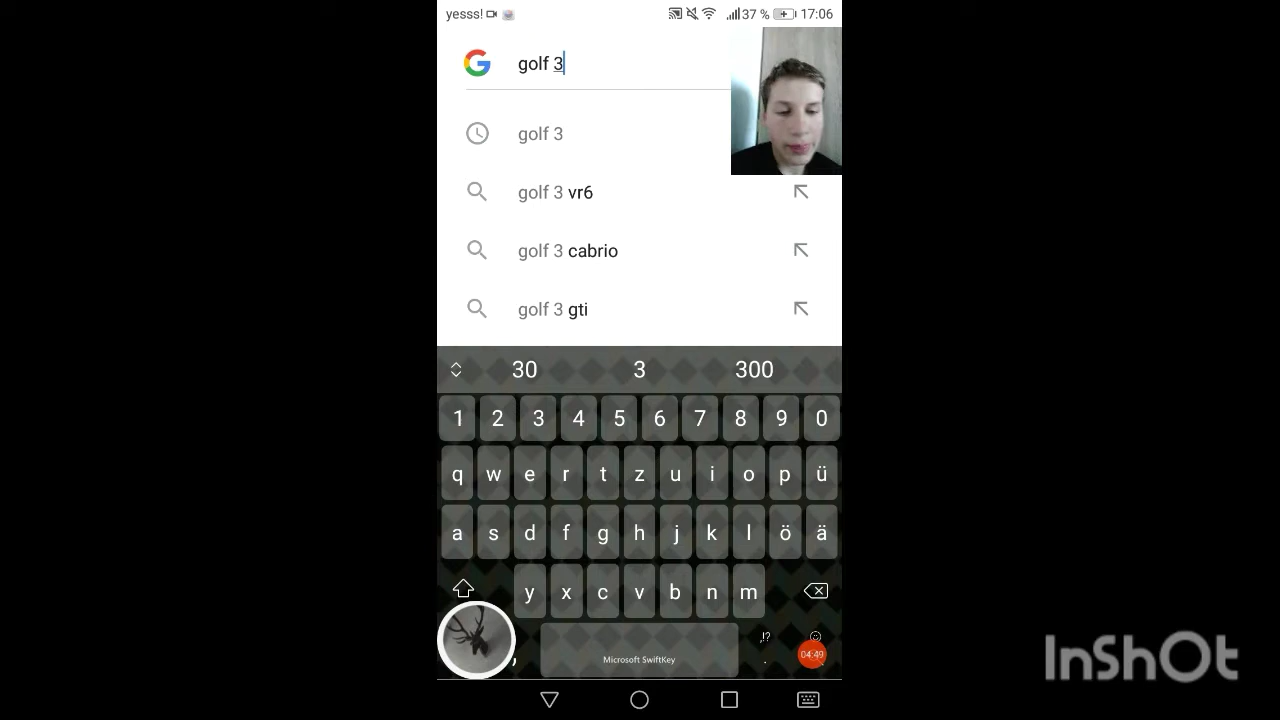 yesss! 37 % 17:06
golf 3
golf 3
golf 3 vr6
golf 3 cabrio
golf 3 gti
30 3 300
1 2 3 4 5 6 7 8 9 0
q w e r t z u i o p ü
a s d f g h j k l ö ä
y x c v b n m
, Microsoft SwiftKey ,!? .
04:49
InShOt